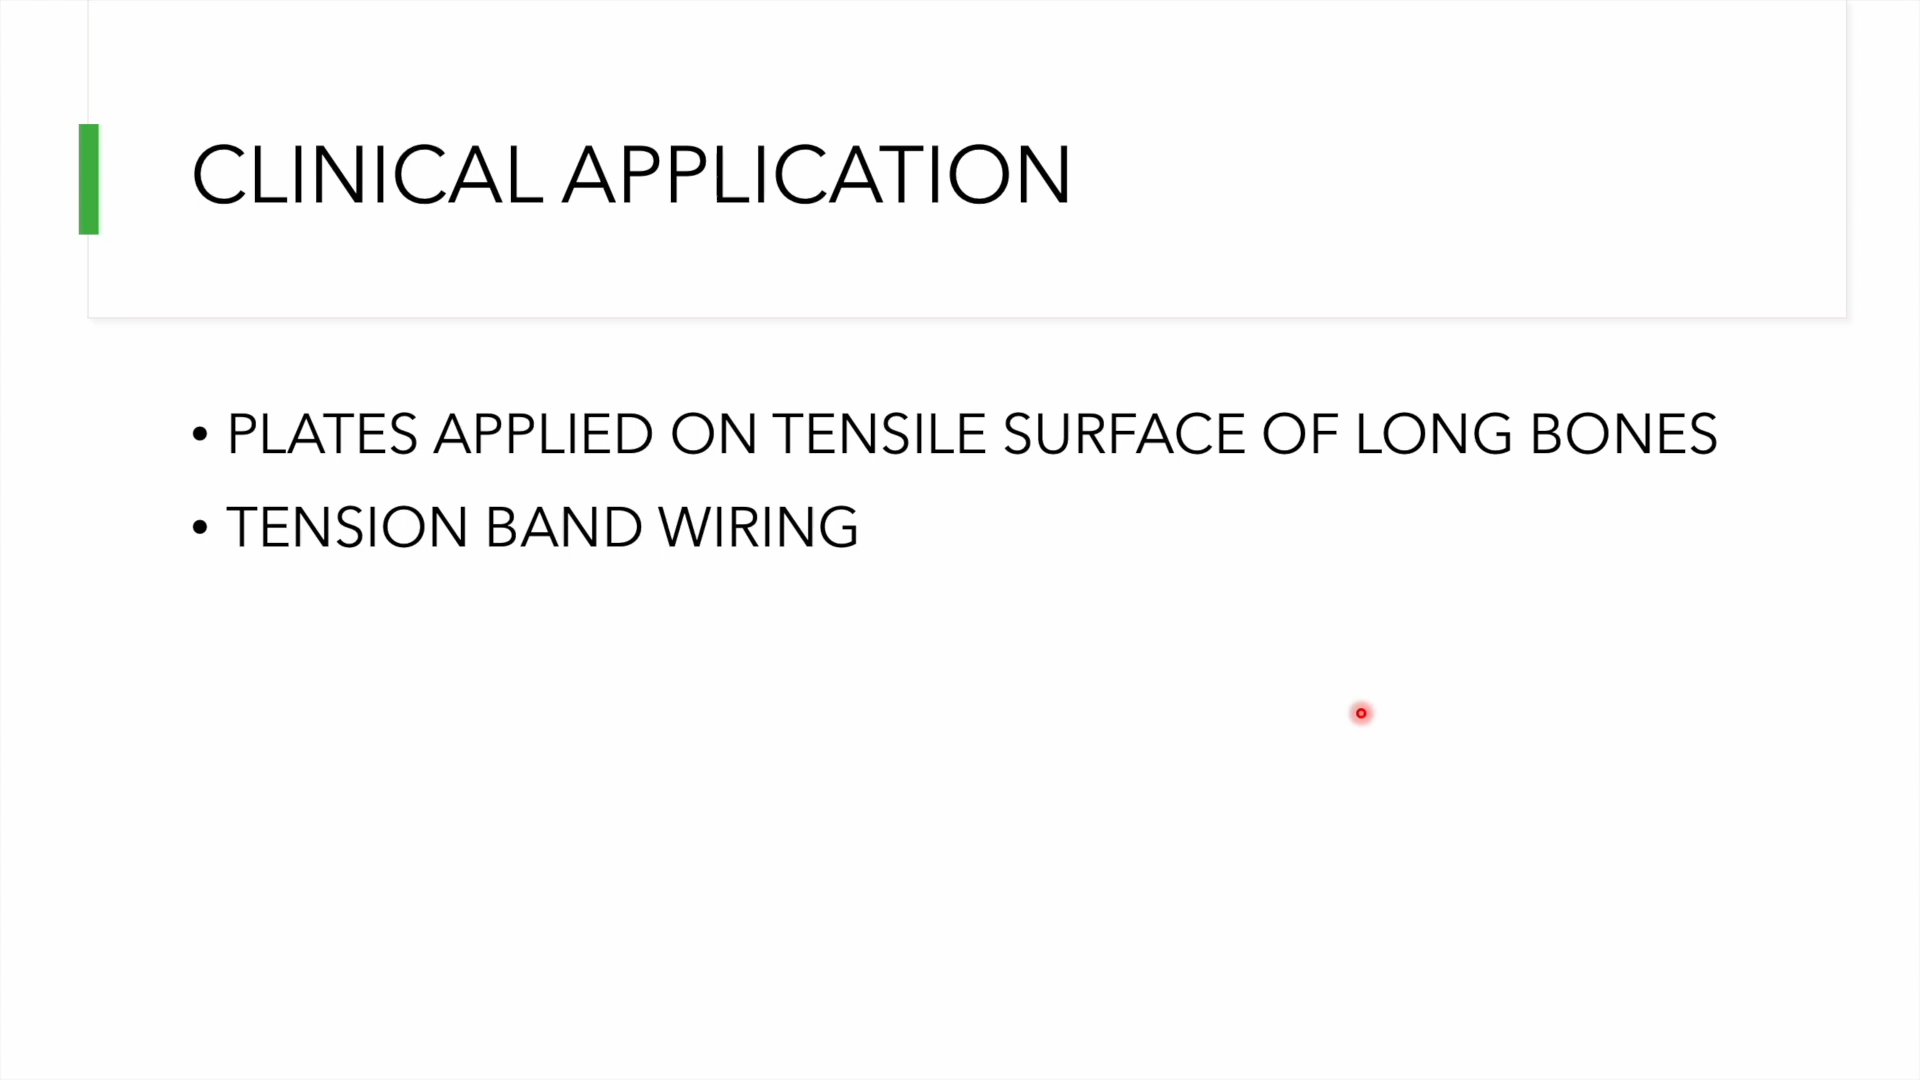 CLINICAL APPLICATION
• PLATES APPLIED ON TENSILE SURFACE OF LONG BONES
• TENSION BAND WIRING